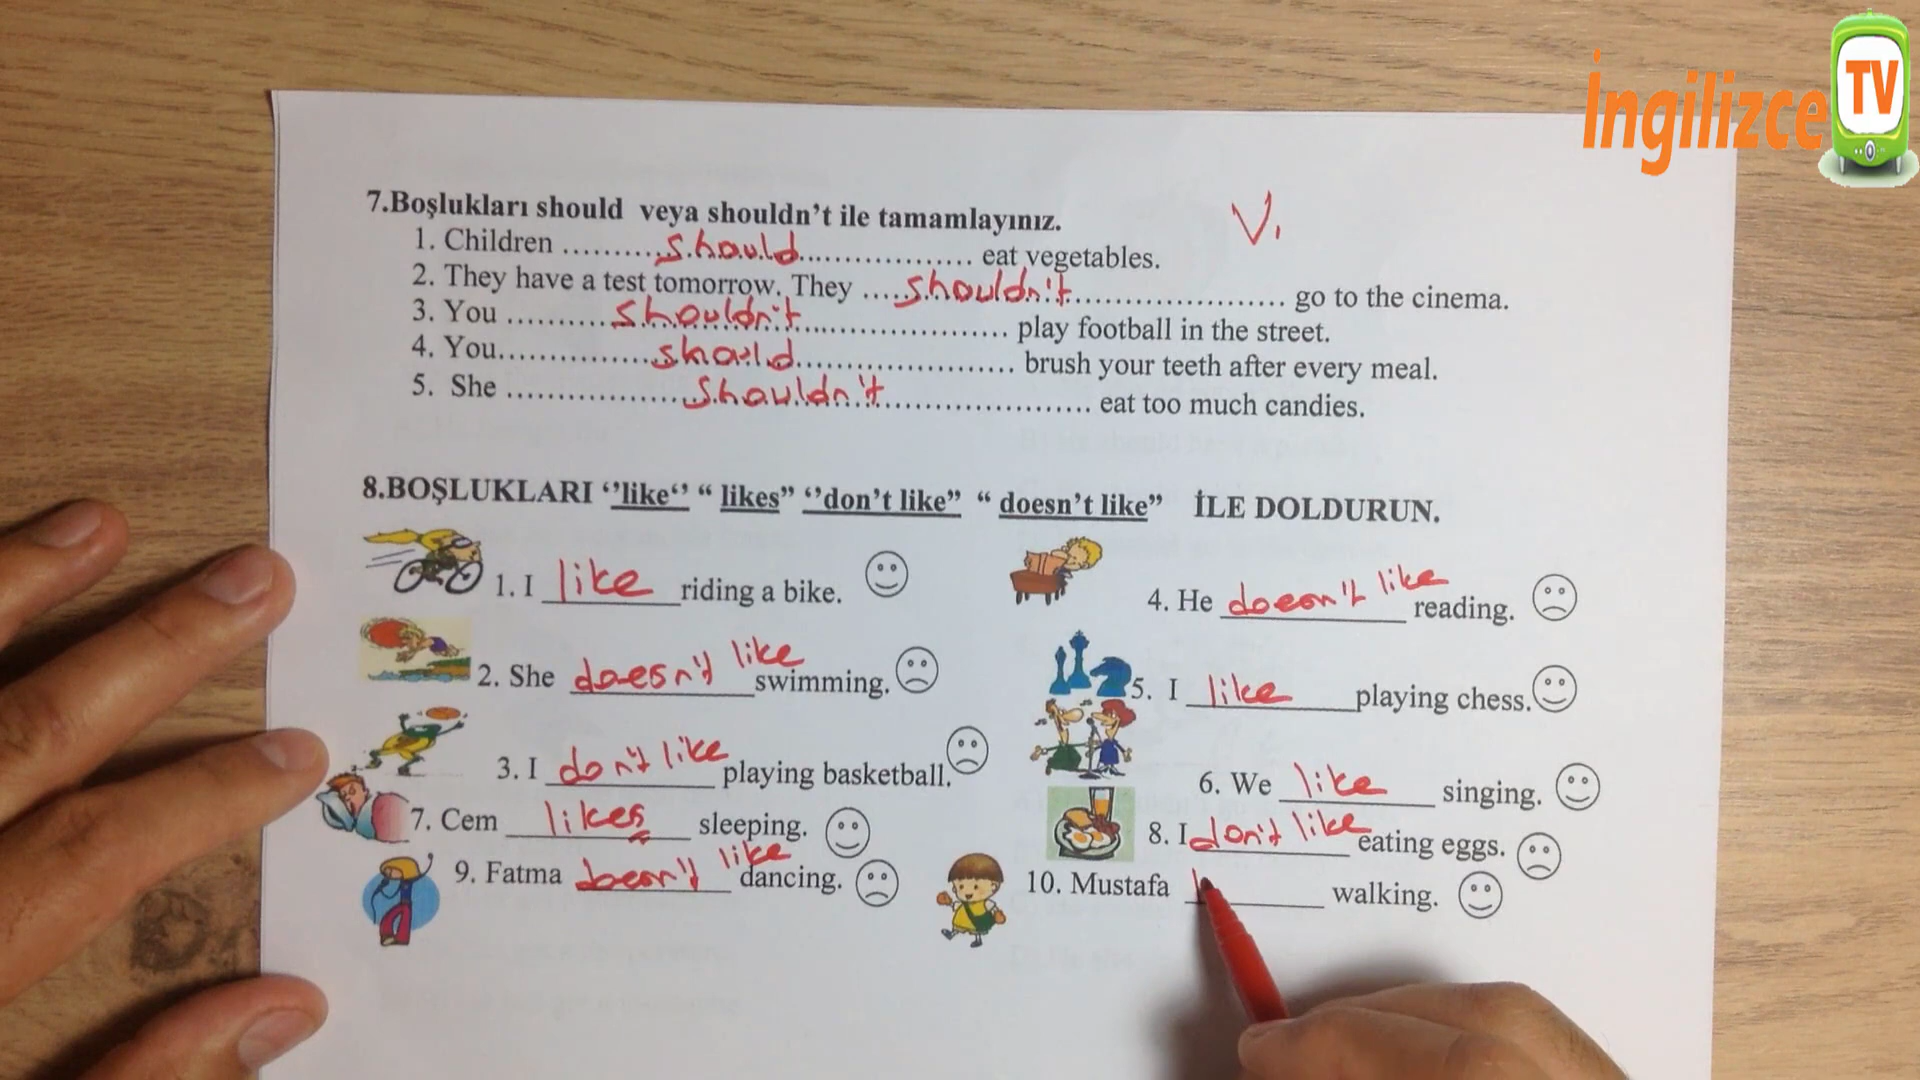 İngilizce TV
V.
7.Boşlukları should veya shouldn't ile tamamlayınız.
1. Children ..........should.................. eat vegetables.
2. They have a test tomorrow. They .....shouldn't........................ go to the cinema.
3. You ..........shouldn't..................... play football in the street.
4. You................should...................... brush your teeth after every meal.
5. She ..................shouldn't..................... eat too much candies.
8.BOŞLUKLARI ‘’like‘’ “ likes” ‘’don’t like” “ doesn’t like” İLE DOLDURUN.
1. I like riding a bike.
4. He doesn't like reading.
2. She doesn't like swimming.
5. I like playing chess.
3. I don't like playing basketball.
6. We like singing.
7. Cem likes sleeping.
8. I don't like eating eggs.
9. Fatma doesn't like dancing.
10. Mustafa ________ walking.